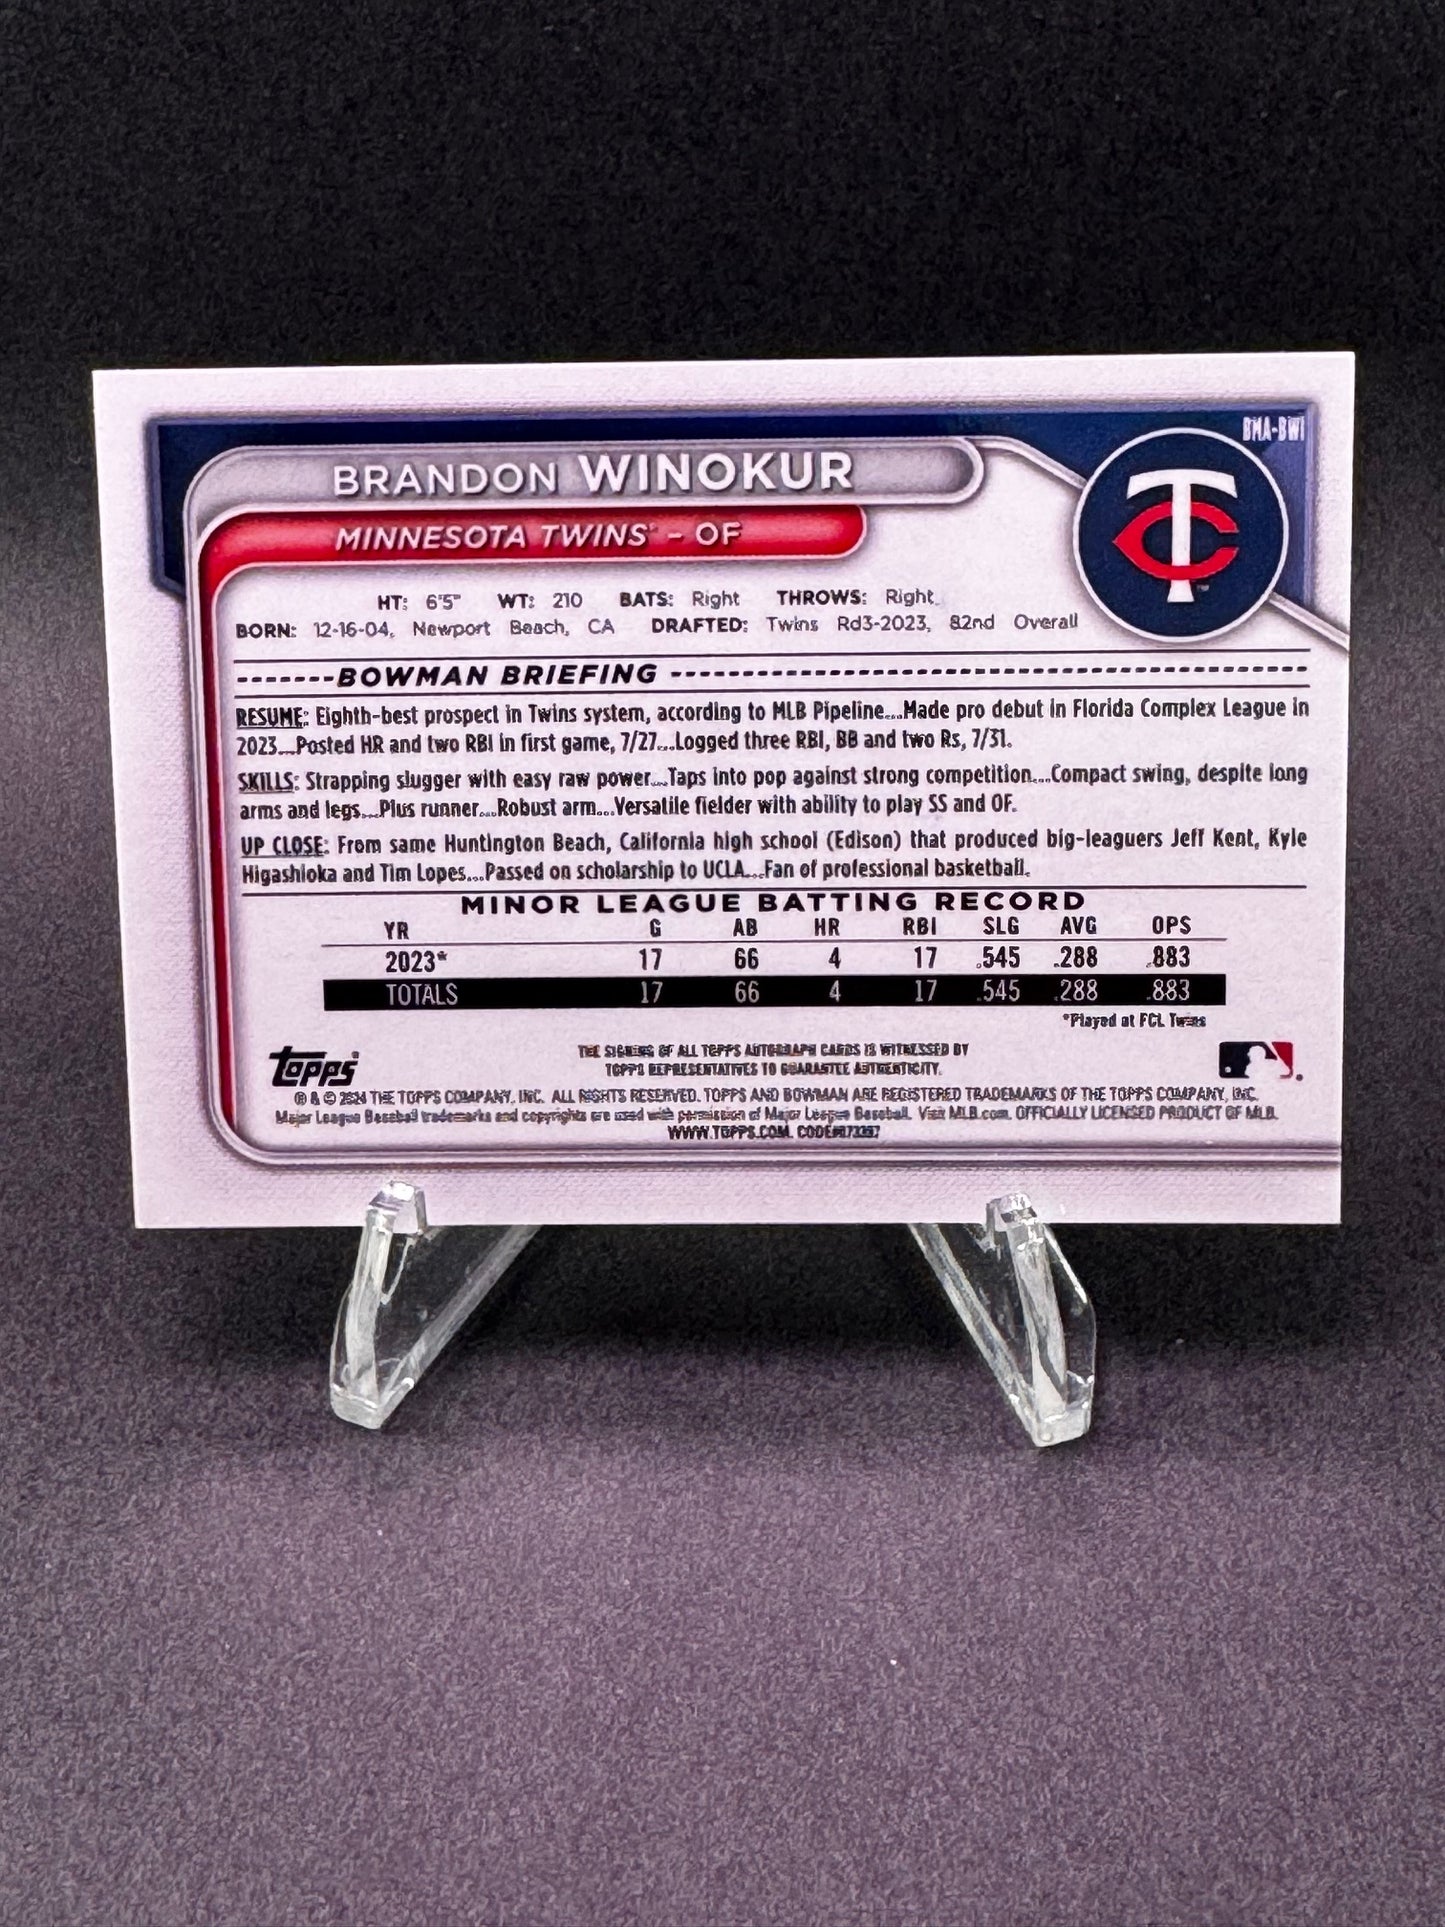 BMA-BWI
BRANDON WINOKUR
MINNESOTA TWINS™ - OF
HT: 6'5" WT: 210 BATS: Right THROWS: Right
BORN: 12-16-04, Newport Beach, CA DRAFTED: Twins Rd3-2023, 82nd Overall
TC
BOWMAN BRIEFING
RESUME: Eighth-best prospect in Twins system, according to MLB Pipeline...Made pro debut in Florida Complex League in
2023...Posted HR and two RBI in first game, 7/27...Logged three RBI, BB and two Rs, 7/31.
SKILLS: Strapping slugger with easy raw power...Taps into pop against strong competition...Compact swing, despite long
arms and legs...Plus runner...Robust arm...Versatile fielder with ability to play SS and OF.
UP CLOSE: From same Huntington Beach, California high school (Edison) that produced big-leaguers Jeff Kent, Kyle
Higashioka and Tim Lopes...Passed on scholarship to UCLA...Fan of professional basketball.
MINOR LEAGUE BATTING RECORD
YR G AB HR RBI SLG AVG OPS
2023* 17 66 4 17 .545 .288 .883
TOTALS 17 66 4 17 .545 .288 .883
*Played at FCL Twins
topps
THE SIGNING OF ALL TOPPS AUTOGRAPH CARDS IS WITNESSED BY
TOPPS REPRESENTATIVES TO GUARANTEE AUTHENTICITY.
® & © 2024 THE TOPPS COMPANY, INC. ALL RIGHTS RESERVED. TOPPS AND BOWMAN ARE REGISTERED TRADEMARKS OF THE TOPPS COMPANY, INC.
Major League Baseball trademarks and copyrights are used with permission of Major League Baseball. Visit MLB.com. OFFICIALLY LICENSED PRODUCT OF MLB.
WWW.TOPPS.COM.